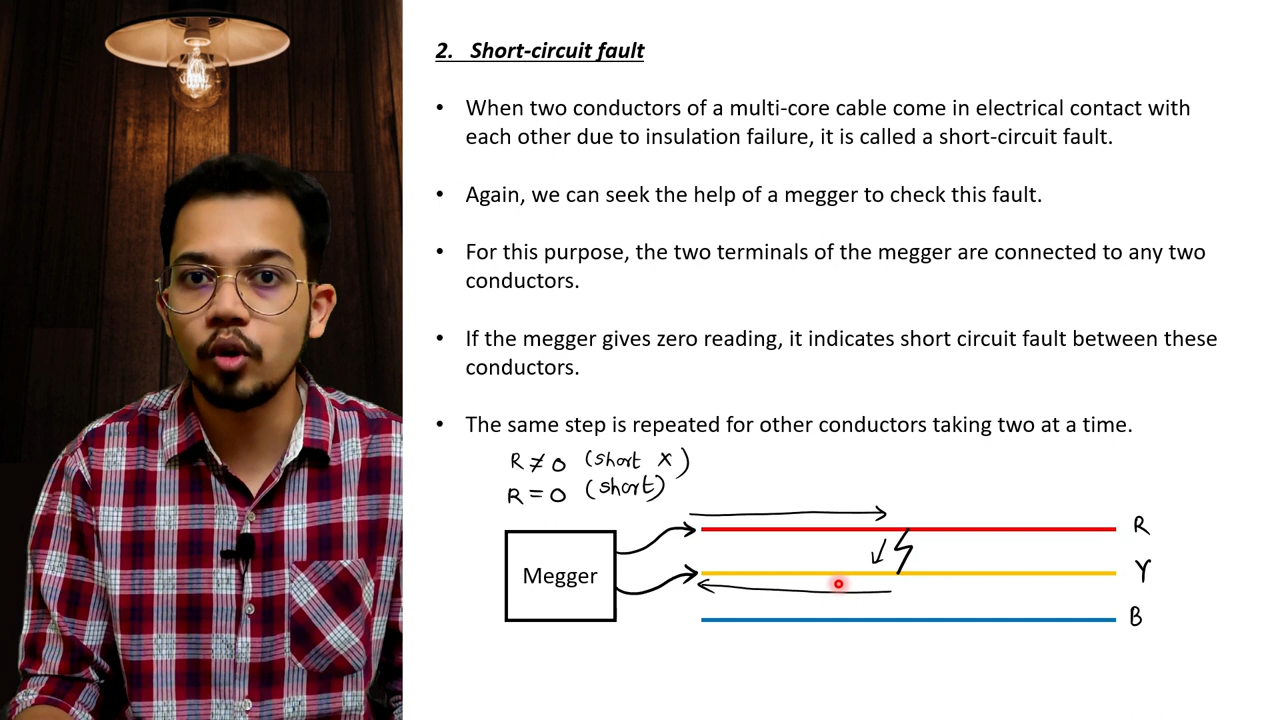 2. Short-circuit fault
• When two conductors of a multi-core cable come in electrical contact with
each other due to insulation failure, it is called a short-circuit fault.
• Again, we can seek the help of a megger to check this fault.
• For this purpose, the two terminals of the megger are connected to any two
conductors.
• If the megger gives zero reading, it indicates short circuit fault between these
conductors.
• The same step is repeated for other conductors taking two at a time.
R ≠ 0 (short X)
R = 0 (short)
R
Megger
Y
B